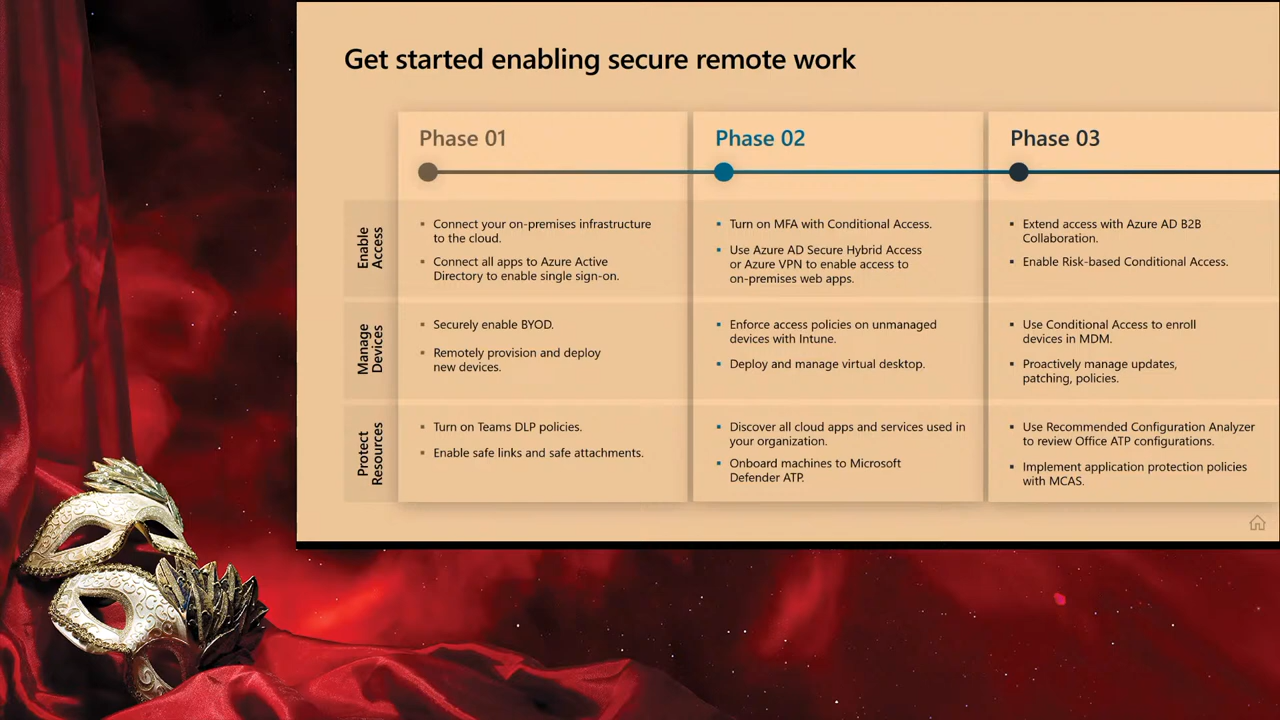 Get started enabling secure remote work
Phase 01
Phase 02
Phase 03
Enable
Access
▪ Connect your on-premises infrastructure
to the cloud.
▪ Connect all apps to Azure Active
Directory to enable single sign-on.
▪ Turn on MFA with Conditional Access.
▪ Use Azure AD Secure Hybrid Access
or Azure VPN to enable access to
on-premises web apps.
▪ Extend access with Azure AD B2B
Collaboration.
▪ Enable Risk-based Conditional Access.
Manage
Devices
▪ Securely enable BYOD.
▪ Remotely provision and deploy
new devices.
▪ Enforce access policies on unmanaged
devices with Intune.
▪ Deploy and manage virtual desktop.
▪ Use Conditional Access to enroll
devices in MDM.
▪ Proactively manage updates,
patching, policies.
Protect
Resources
▪ Turn on Teams DLP policies.
▪ Enable safe links and safe attachments.
▪ Discover all cloud apps and services used in
your organization.
▪ Onboard machines to Microsoft
Defender ATP.
▪ Use Recommended Configuration Analyzer
to review Office ATP configurations.
▪ Implement application protection policies
with MCAS.